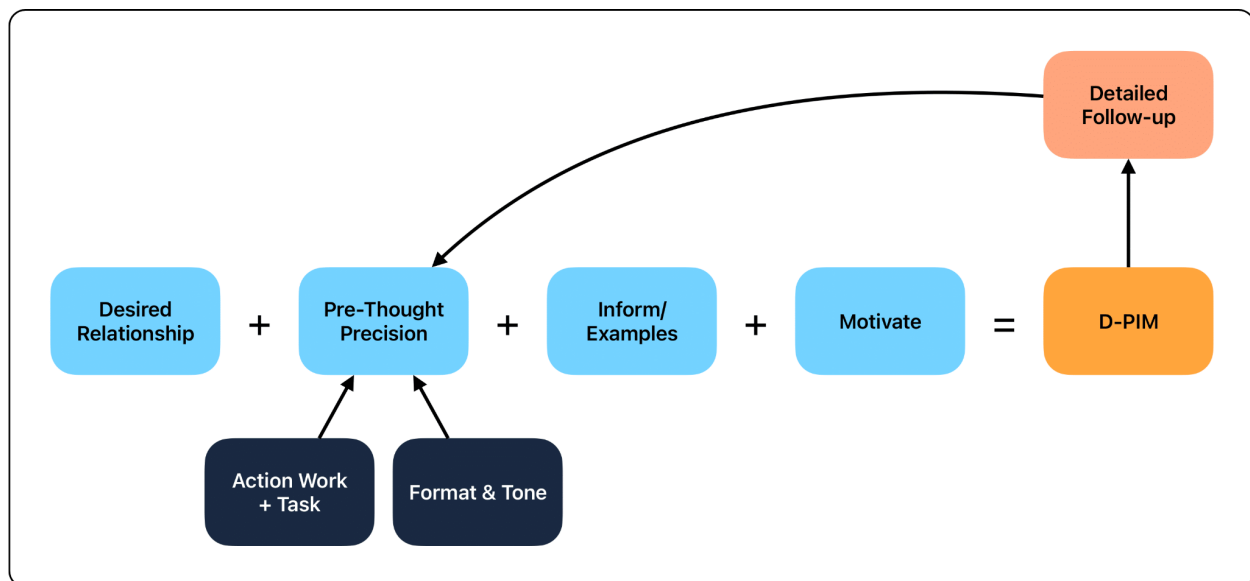 Detailed
Follow-up
Desired
Relationship
+
Pre-Thought
Precision
+
Inform/
Examples
+
Motivate
=
D-PIM
Action Work
+ Task
Format & Tone